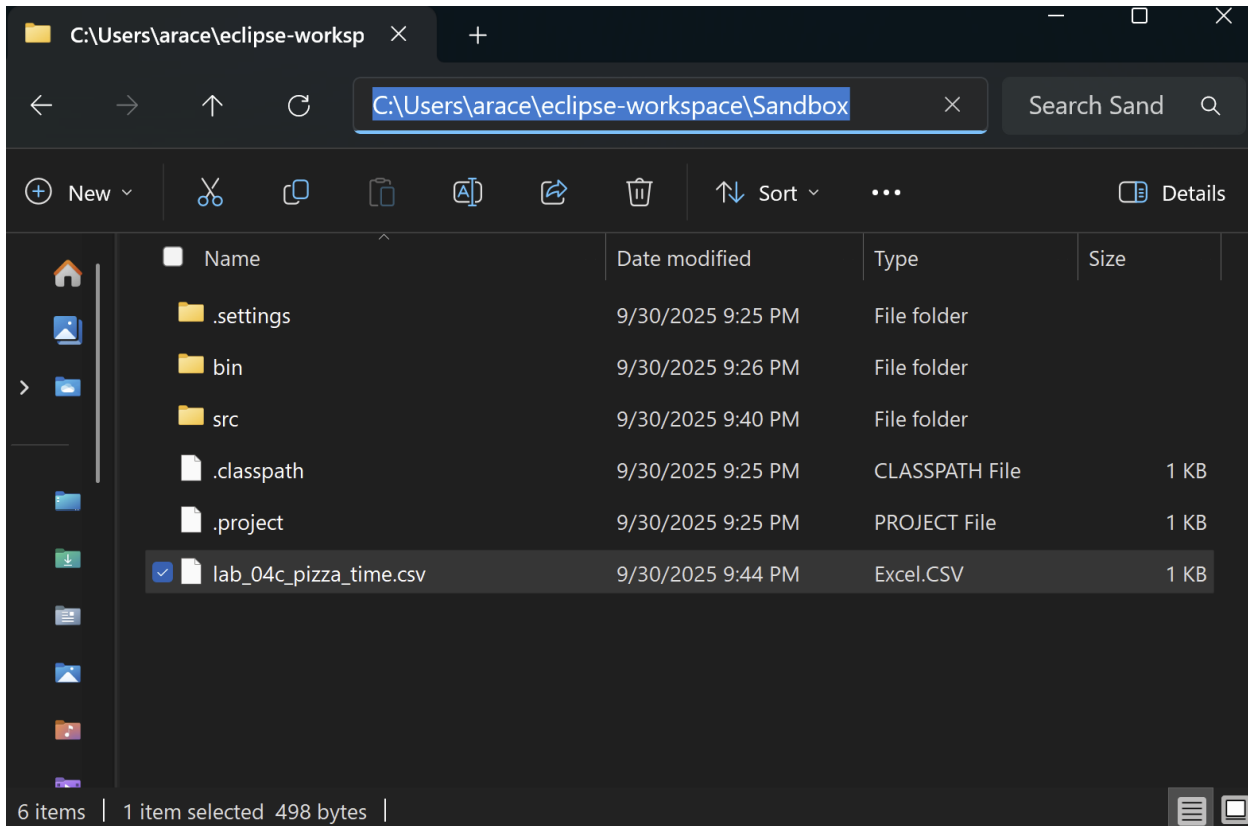 C:\Users\arace\eclipse-worksp
C:\Users\arace\eclipse-workspace\Sandbox
Search Sand
New
Sort
Details
Name Date modified Type Size
.settings 9/30/2025 9:25 PM File folder
bin 9/30/2025 9:26 PM File folder
src 9/30/2025 9:40 PM File folder
.classpath 9/30/2025 9:25 PM CLASSPATH File 1 KB
.project 9/30/2025 9:25 PM PROJECT File 1 KB
lab_04c_pizza_time.csv 9/30/2025 9:44 PM Excel.CSV 1 KB
6 items 1 item selected 498 bytes